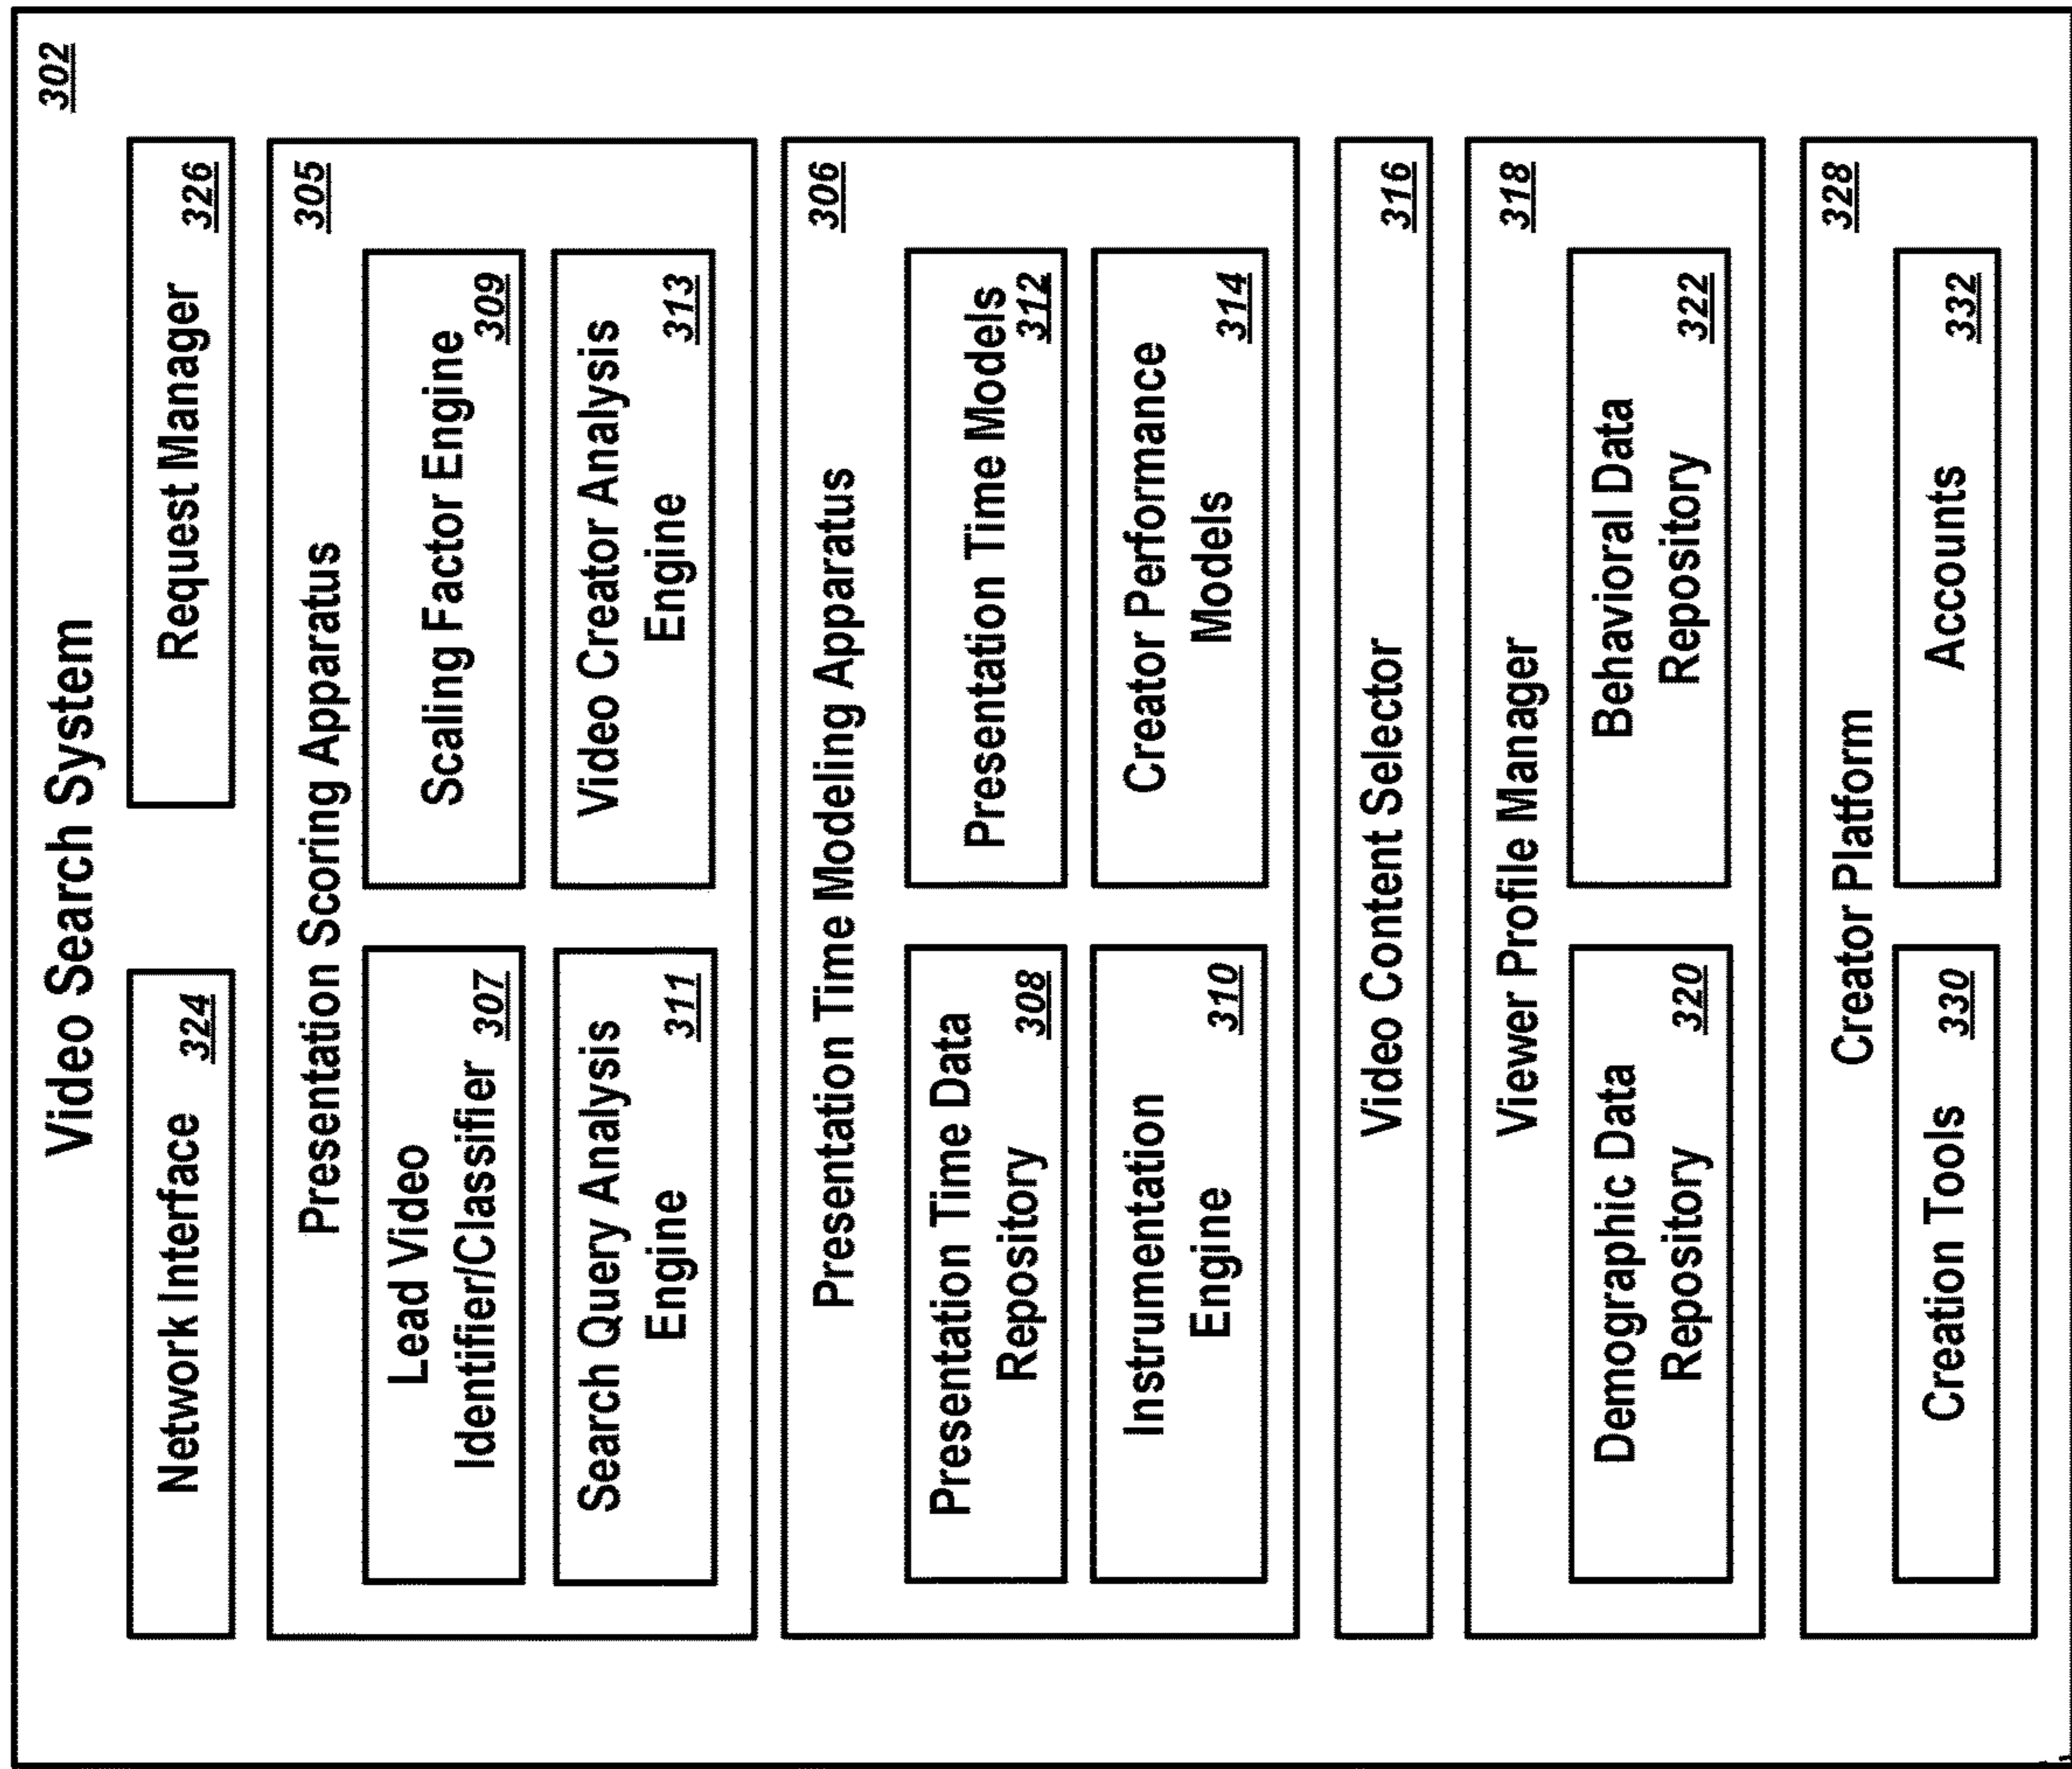 Video Search System
302
Network Interface
324
Request Manager
326
Presentation Scoring Apparatus
305
Lead Video
Identifier/Classifier
307
Scaling Factor Engine
309
Search Query Analysis
Engine
311
Video Creator Analysis
Engine
313
Presentation Time Modeling Apparatus
306
Presentation Time Data
Repository
308
Presentation Time Models
312
Instrumentation
Engine
310
Creator Performance
Models
314
Video Content Selector
316
Viewer Profile Manager
318
Demographic Data
Repository
320
Behavioral Data
Repository
322
Creator Platform
328
Creation Tools
330
Accounts
332